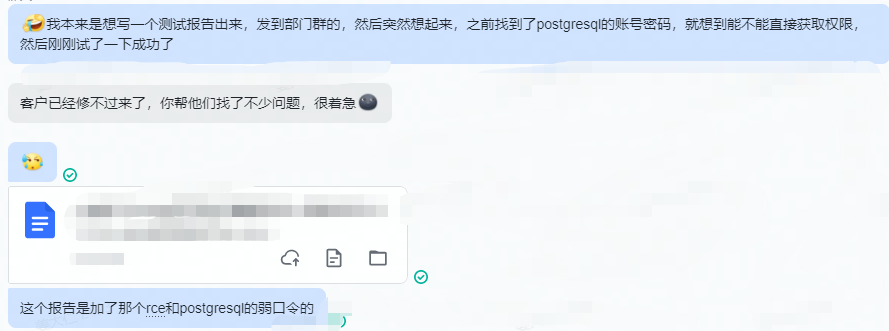 我本来是想写一个测试报告出来，发到部门群的，然后突然想起来，之前找到了postgresql的账号密码，就想到能不能直接获取权限，
然后刚刚试了一下成功了
客户已经修不过来了，你帮他们找了不少问题，很着急
这个报告是加了那个rce和postgresql的弱口令的